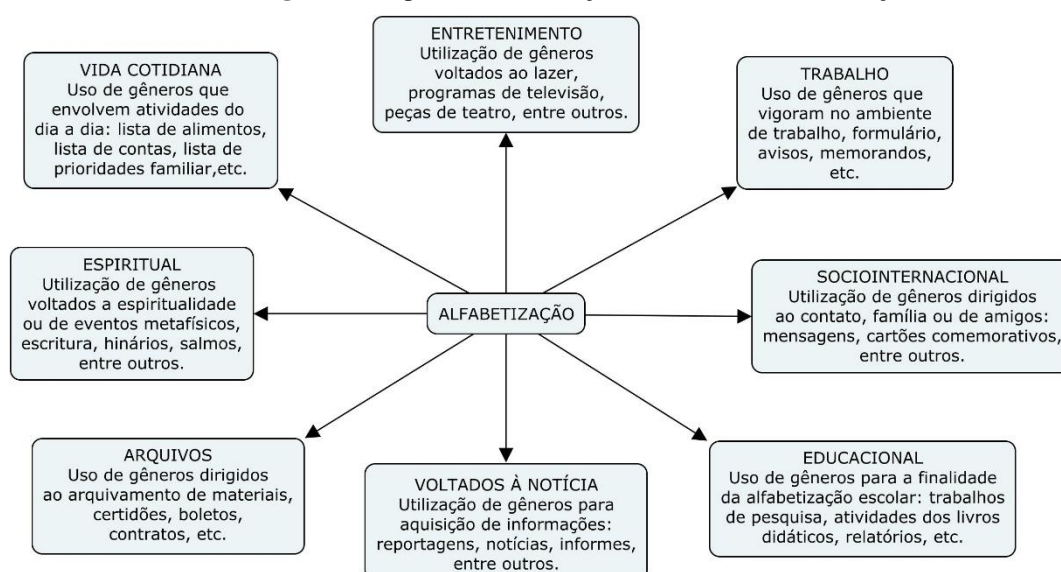 ENTRETENIMENTO
Utilização de gêneros
voltados ao lazer,
programas de televisão,
peças de teatro, entre outros.
VIDA COTIDIANA
Uso de gêneros que
envolvem atividades do
dia a dia: lista de alimentos,
lista de contas, lista de
prioridades familiar,etc.
TRABALHO
Uso de gêneros que
vigoram no ambiente
de trabalho, formulário,
avisos, memorandos,
etc.
ESPIRITUAL
Utilização de gêneros
voltados a espiritualidade
ou de eventos metafísicos,
escritura, hinários, salmos,
entre outros.
ALFABETIZAÇÃO
SOCIOINTERNACIONAL
Utilização de gêneros dirigidos
ao contato, família ou de amigos:
mensagens, cartões comemorativos,
entre outros.
ARQUIVOS
Uso de gêneros dirigidos
ao arquivamento de materiais,
certidões, boletos,
contratos, etc.
VOLTADOS À NOTÍCIA
Utilização de gêneros para
aquisição de informações:
reportagens, notícias, informes,
entre outros.
EDUCACIONAL
Uso de gêneros para a finalidade
da alfabetização escolar: trabalhos
de pesquisa, atividades dos livros
didáticos, relatórios, etc.